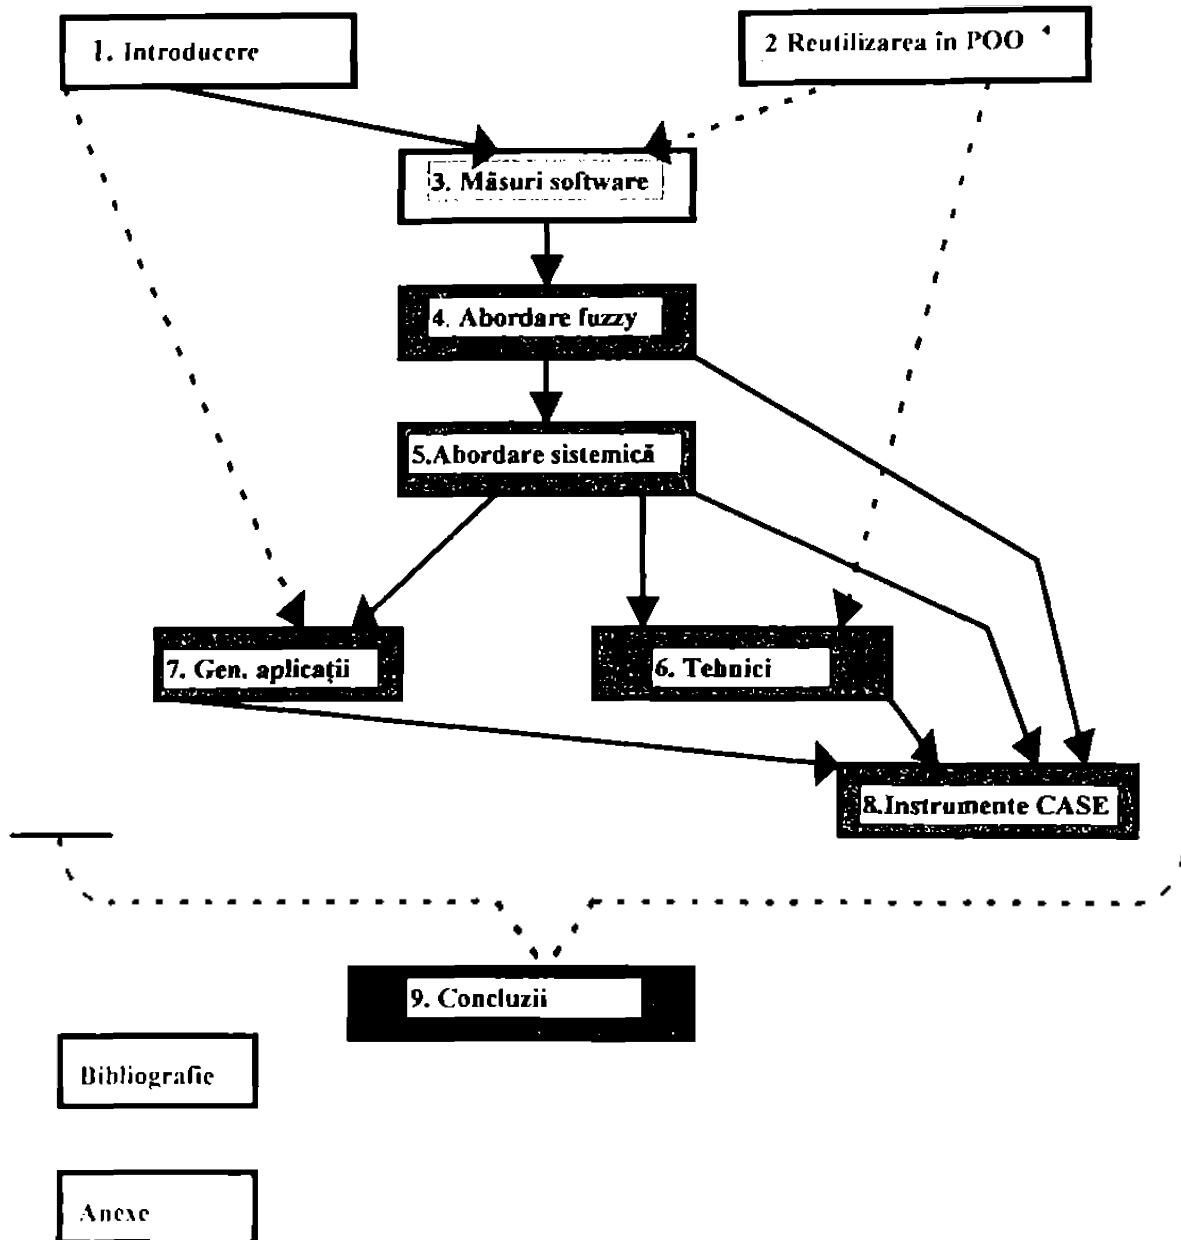 1. Introducere
2 Reutilizarea în POO
3. Măsuri software
4. Abordare fuzzy
5.Abordare sistemică
7. Gen. aplicații
6. Tehnici
8.Instrumente CASE
9. Concluzii
Bibliografie
Anexe